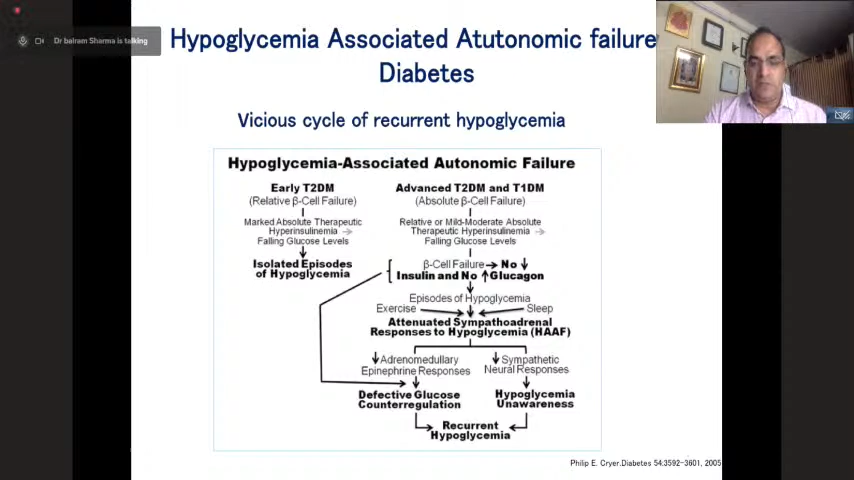 Dr belram Sharma is talking
Hypoglycemia Associated Atutonomic failure
Diabetes
Vicious cycle of recurrent hypoglycemia
Hypoglycemia-Associated Autonomic Failure
Early T2DM
(Relative β-Cell Failure)
Marked Absolute Therapeutic
Hyperinsulinemia →
Falling Glucose Levels
Isolated Episodes
of Hypoglycemia
Advanced T2DM and T1DM
(Absolute β-Cell Failure)
Relative or Mild-Moderate Absolute
Therapeutic Hyperinsulinemia →
Falling Glucose Levels
β-Cell Failure → No ↓
Insulin and No ↑ Glucagon
Episodes of Hypoglycemia
Exercise
Sleep
Attenuated Sympathoadrenal
Responses to Hypoglycemia (HAAF)
↓ Adrenomedullary
Epinephrine Responses
↓ Sympathetic
Neural Responses
Defective Glucose
Counterregulation
Hypoglycemia
Unawareness
Recurrent
Hypoglycemia
Philip E. Cryer.Diabetes 54:3592-3601, 2005